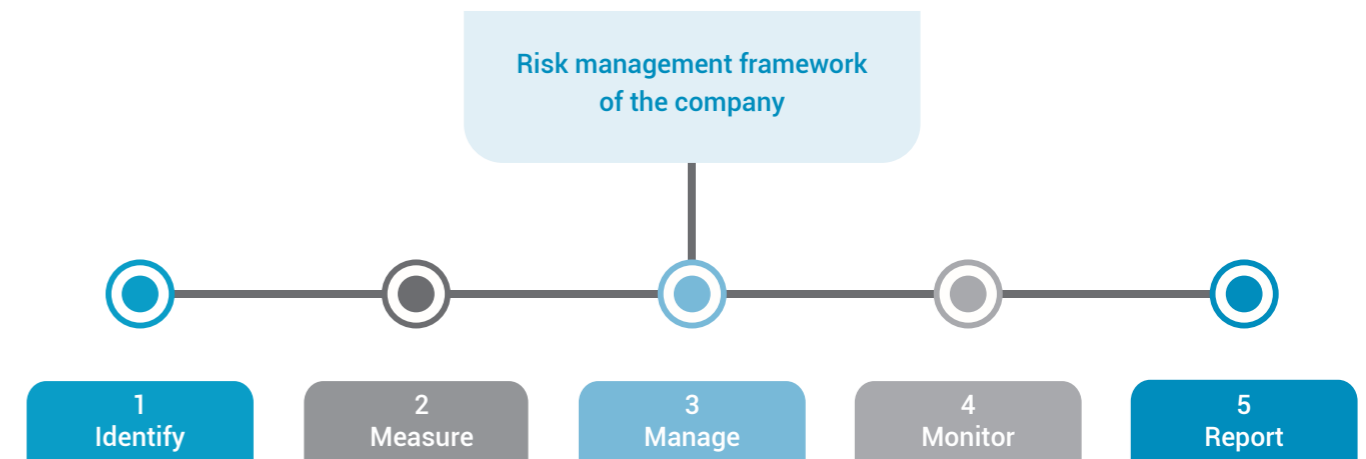 Risk management framework
of the company
1
Identify
2
Measure
3
Manage
4
Monitor
5
Report